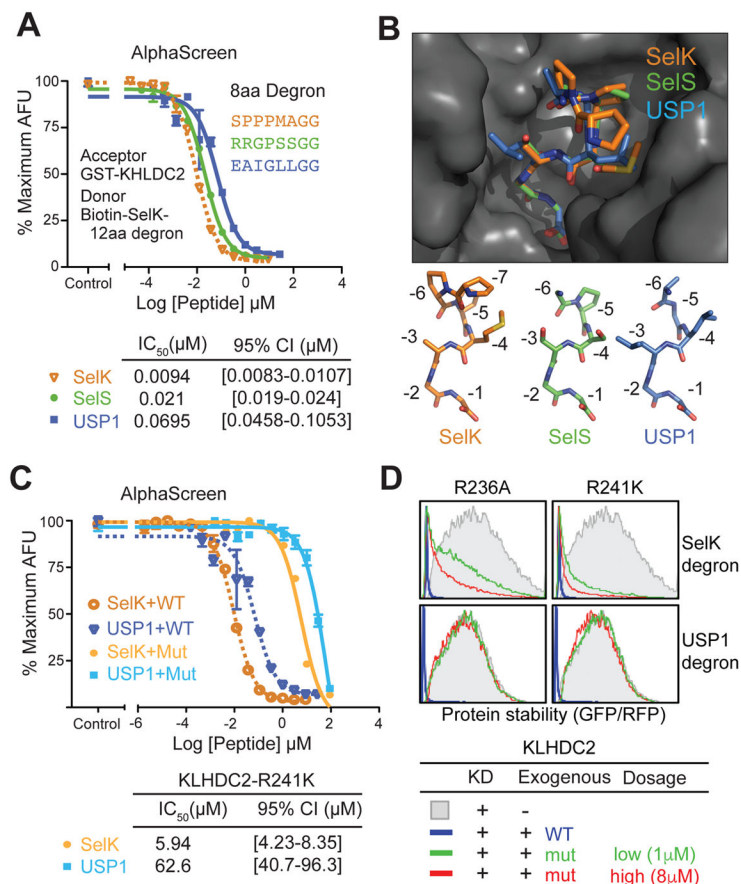 A
AlphaScreen
% Maximum AFU
100
75
50
25
8aa Degron
SPPPMAGG
RRGPSSGG
EAIGLLGG
Acceptor
GST-KHLDC2
Donor
Biotin-SelK-
12aa degron
Control
-4 -2 0 2 4
Log [Peptide] μM
IC50(μM) 95% CI (μM)
SelK 0.0094 [0.0083-0.0107]
SelS 0.021 [0.019-0.024]
USP1 0.0695 [0.0458-0.1053]
B
SelK
SelS
USP1
-6 -7 -5 -3 -4 -2 -1
SelK
-6 -5 -3 -4 -2 -1
SelS
-6 -5 -3 -4 -2 -1
USP1
C
AlphaScreen
% Maximum AFU
100
75
50
25
SelK+WT
USP1+WT
SelK+Mut
USP1+Mut
Control
-6 -4 -2 0 2 4
Log [Peptide] μM
KLHDC2-R241K
IC50(μM) 95% CI (μM)
SelK 5.94 [4.23-8.35]
USP1 62.6 [40.7-96.3]
D
R236A R241K
SelK
degron
USP1
degron
Protein stability (GFP/RFP)
KLHDC2
KD Exogenous Dosage
+ -
+ + WT
+ + mut low (1μM)
+ + mut high (8μM)